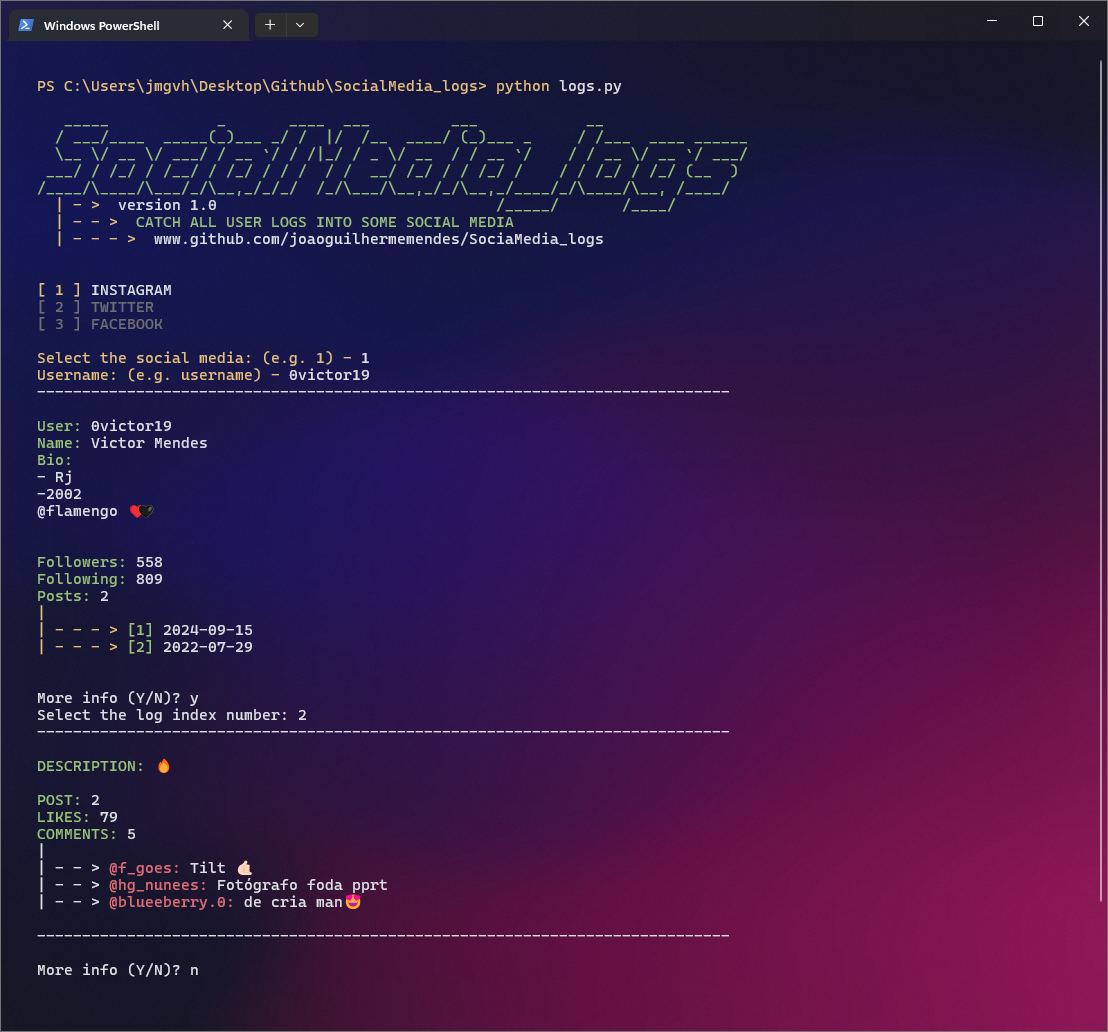 Windows PowerShell
PS C:\Users\jmgvh\Desktop\Github\SocialMedia_logs> python logs.py
SocialMedia_logs
| - > version 1.0
| - - > CATCH ALL USER LOGS INTO SOME SOCIAL MEDIA
| - - - > www.github.com/joaoguilhermemendes/SociaMedia_logs
[ 1 ] INSTAGRAM
[ 2 ] TWITTER
[ 3 ] FACEBOOK
Select the social media: (e.g. 1) - 1
Username: (e.g. username) - 0victor19
User: 0victor19
Name: Victor Mendes
Bio:
- Rj
-2002
@flamengo ❤️🖤
Followers: 558
Following: 809
Posts: 2
|
| - - - > [1] 2024-09-15
| - - - > [2] 2022-07-29
More info (Y/N)? y
Select the log index number: 2
DESCRIPTION: 🔥
POST: 2
LIKES: 79
COMMENTS: 5
|
| - - > @f_goes: Tilt 🤙🏻
| - - > @hg_nunees: Fotógrafo foda pprt
| - - > @blueeberry.0: de cria man😍
More info (Y/N)? n